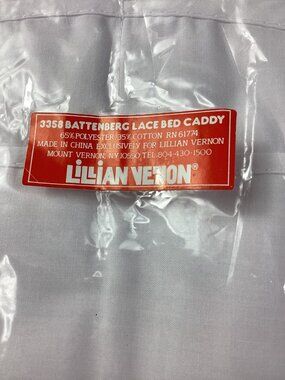 3358 BATTENBERG LACE BED CADDY
65% POLYESTER 35% COTTON RN 61774
MADE IN CHINA EXCLUSIVELY FOR LILLIAN VERNON
MOUNT VERNON, NY 10550 TEL-804-430-1500
LILLIAN VERNON®